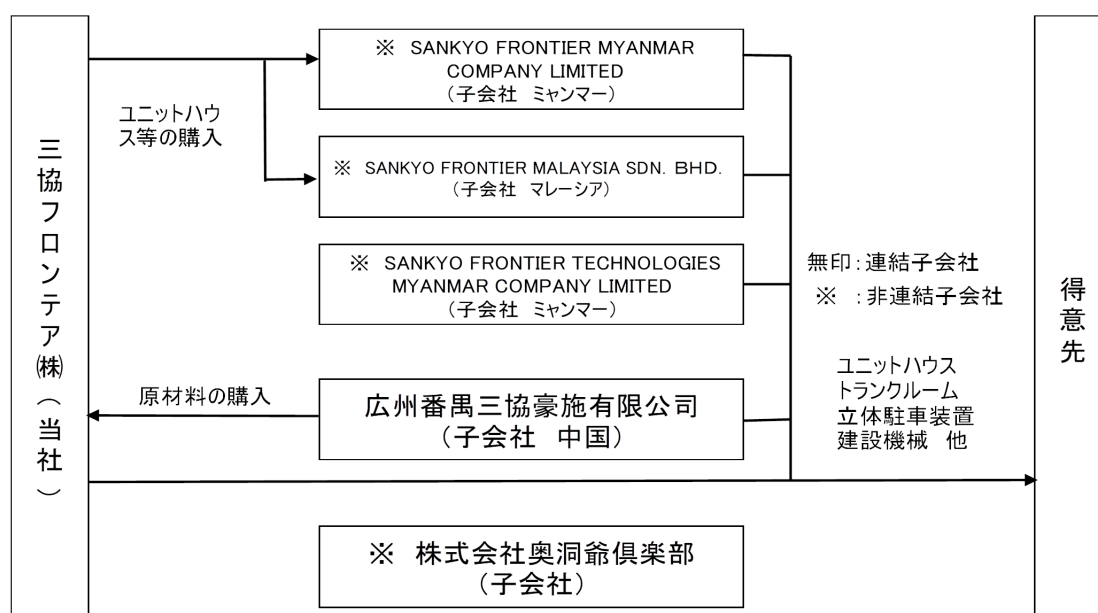 三協フロンテア㈱(当社)
ユニットハウ
ス等の購入
原材料の購入
※ SANKYO FRONTIER MYANMAR
COMPANY LIMITED
(子会社 ミャンマー)
※ SANKYO FRONTIER MALAYSIA SDN. BHD.
(子会社 マレーシア)
※ SANKYO FRONTIER TECHNOLOGIES
MYANMAR COMPANY LIMITED
(子会社 ミャンマー)
広州番禺三協豪施有限公司
(子会社 中国)
※ 株式会社奥洞爺倶楽部
(子会社)
無印:連結子会社
※ :非連結子会社
ユニットハウス
トランクルーム
立体駐車装置
建設機械 他
得意先